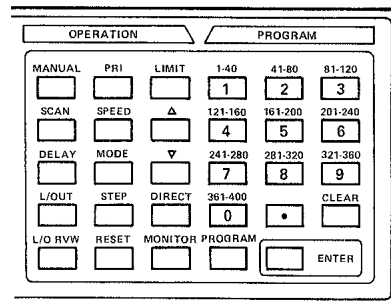 OPERATION PROGRAM
MANUAL PRI LIMIT 1-40 41-80 81-120
1 2 3
SCAN SPEED △ 121-160 161-200 201-240
4 5 6
DELAY MODE ▽ 241-280 281-320 321-360
7 8 9
L/OUT STEP DIRECT 361-400 CLEAR
0 •
L/O RVW RESET MONITOR PROGRAM
ENTER